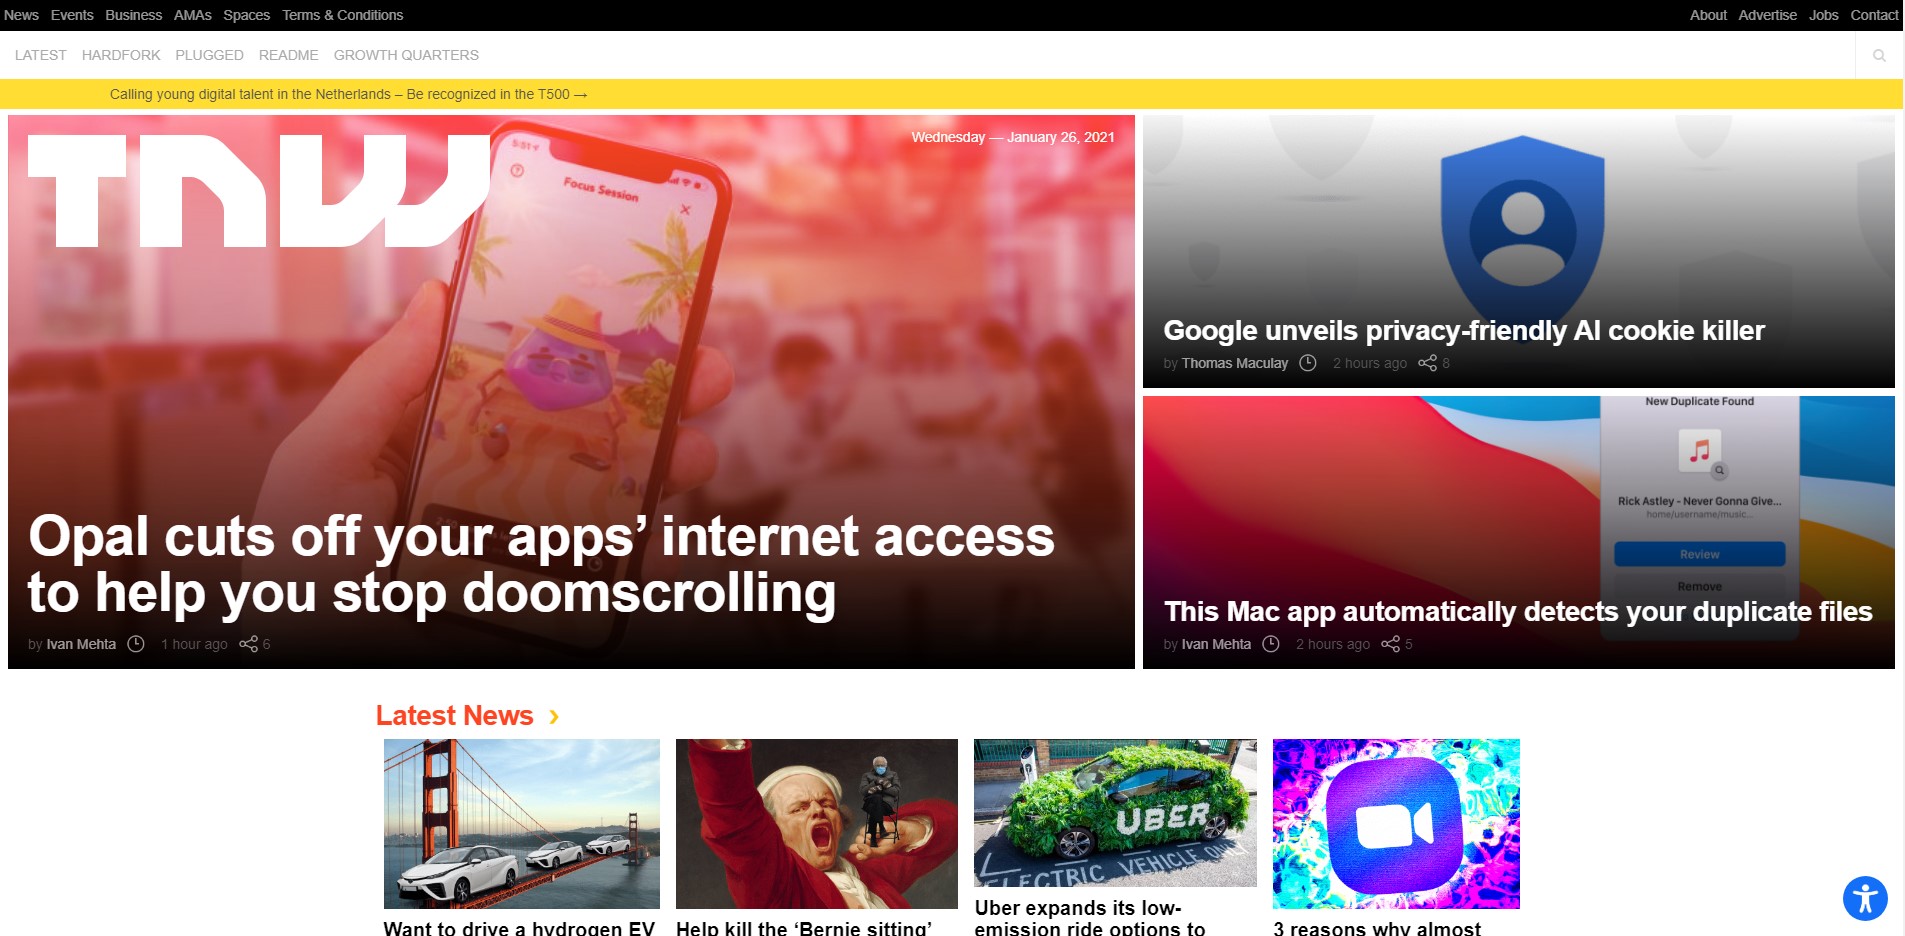 News Events Business AMAs Spaces Terms & Conditions
About Advertise Jobs Contact
LATEST HARDFORK PLUGGED README GROWTH QUARTERS
Calling young digital talent in the Netherlands – Be recognized in the T500 →
TNW
Wednesday — January 26, 2021
5:51
Focus Session
Opal cuts off your apps’ internet access
to help you stop doomscrolling
by Ivan Mehta 1 hour ago 6
Google unveils privacy-friendly AI cookie killer
by Thomas Maculay 2 hours ago 8
New Duplicate Found
Rick Astley - Never Gonna Give...
home/username/music...
Review
Remove
This Mac app automatically detects your duplicate files
by Ivan Mehta 2 hours ago 5
Latest News ›
UBER
ELECTRIC VEHICLE ONLY
Want to drive a hydrogen EV
Help kill the ‘Bernie sitting’
Uber expands its low-
emission ride options to
3 reasons why almost